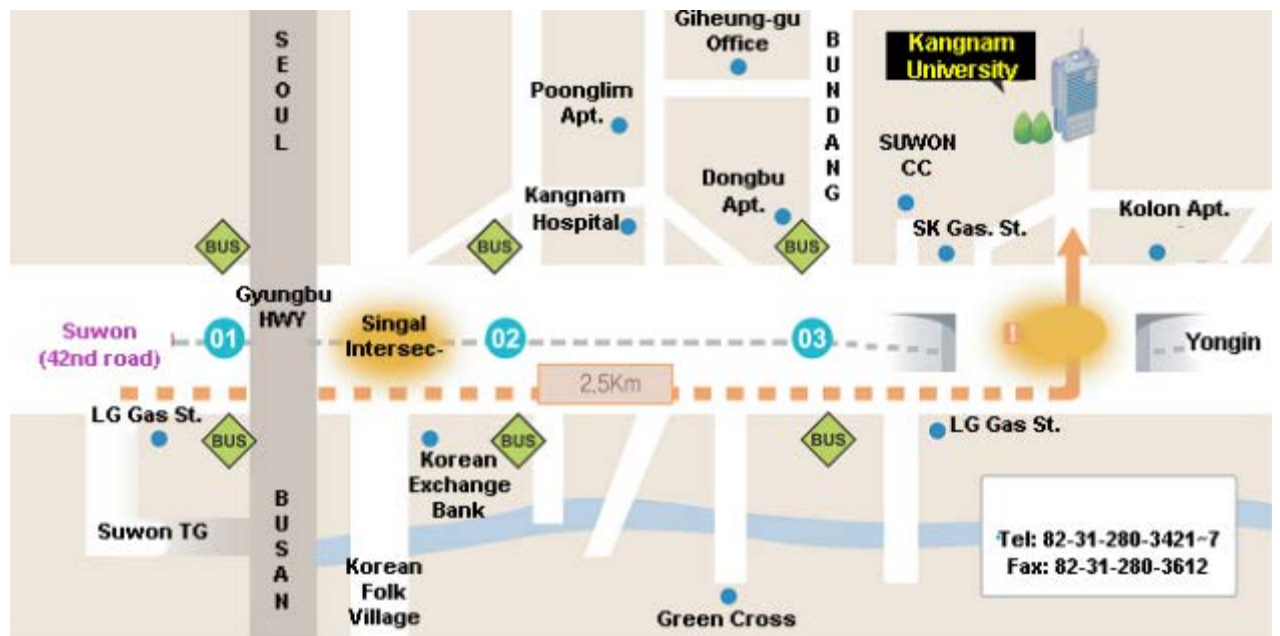 SEOUL
Giheung-gu
Office
BUNDANG
Kangnam
University
Poonglim
Apt.
SUWON
CC
Dongbu
Apt.
Kangnam
Hospital
Kolon Apt.
SK Gas. St.
BUS
BUS
BUS
Gyungbu
HWY
Suwon
(42nd road)
01
Singal
Intersec-
02
03
!
Yongin
2.5Km
LG Gas St.
BUS
BUS
BUS
LG Gas St.
Korean
Exchange
Bank
BUSAN
Suwon TG
Tel: 82-31-280-3421~7
Fax: 82-31-280-3612
Korean
Folk
Village
Green Cross